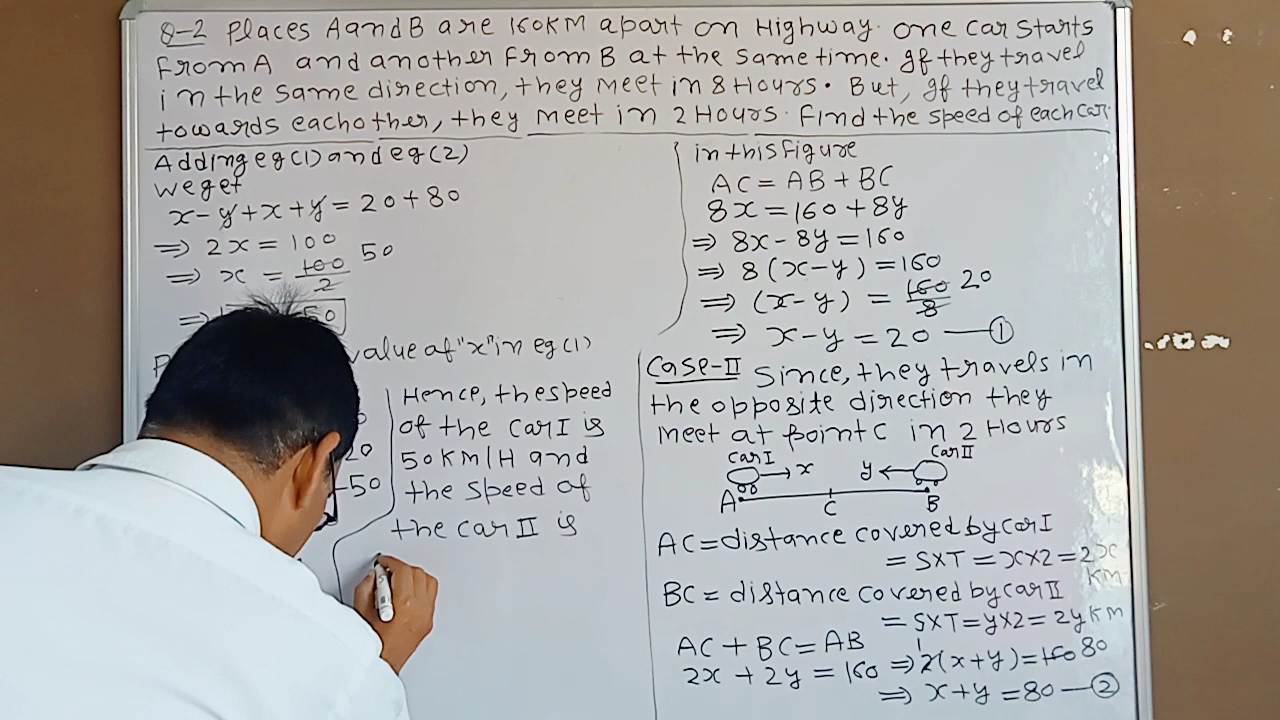 Q-2 Places A and B are 160KM apart on Highway. one car starts
From A and another From B at the same time. If they travel
in the same direction, they meet in 8 Hours. But, If they travel
towards each other, they meet in 2 Hours. Find the speed of each car.
Adding eq(1) and eq(2)
we get
x-y+x+y=20+80
⇒ 2x=100
⇒ x = 100/2 50
⇒ 50
value of "x" in eq(1)
20
-50
Hence, the speed
of the car I is
50KM/H and
the speed of
the car II is
in this Figure
AC = AB + BC
8x=160+8y
⇒ 8x-8y=160
⇒ 8(x-y)=160
⇒ (x-y) = 160/8 20
⇒ x-y=20 — ①
Case-II Since, they travels in
the opposite direction they
Meet at point C in 2 Hours
Car I x y Car II
A C B
AC=distance covered by car I
= S×T = x×2 = 2x KM
BC = distance covered by car II
= S×T=y×2= 2y KM
AC + BC = AB
2x + 2y = 160 ⇒ 2(x+y)=160 80
⇒ x+y =80 — ②